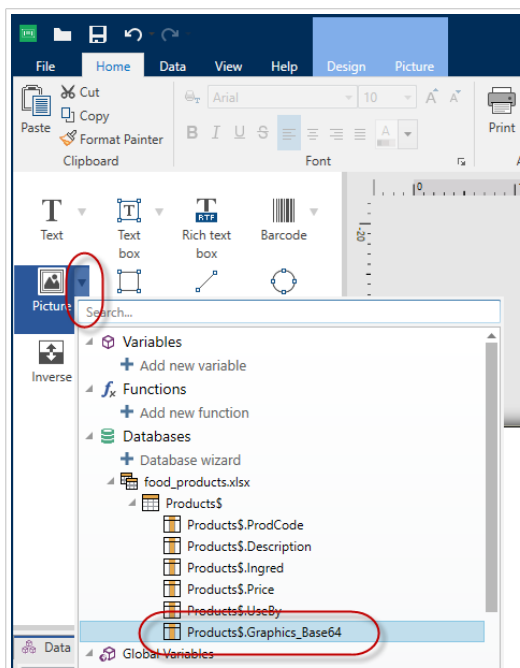 File Home Data View Help Design Picture
Cut
Copy
Format Painter
Paste
Clipboard
Arial 10
B I U S A
Font
Print
Text
Text box
Rich text box
RTF
Barcode
0
-20
Picture
Inverse
Search...
Variables
Add new variable
Functions
Add new function
Databases
Database wizard
food_products.xlsx
Products$
Products$.ProdCode
Products$.Description
Products$.Ingred
Products$.Price
Products$.UseBy
Products$.Graphics_Base64
Global Variables
Data